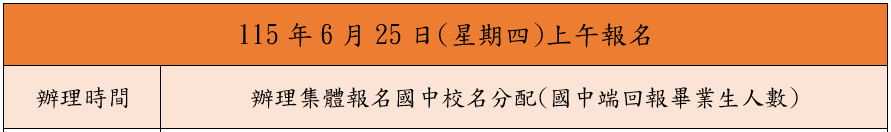 115 年 6 月 25 日(星期四)上午報名
辦理時間
辦理集體報名國中校名分配(國中端回報畢業生人數)